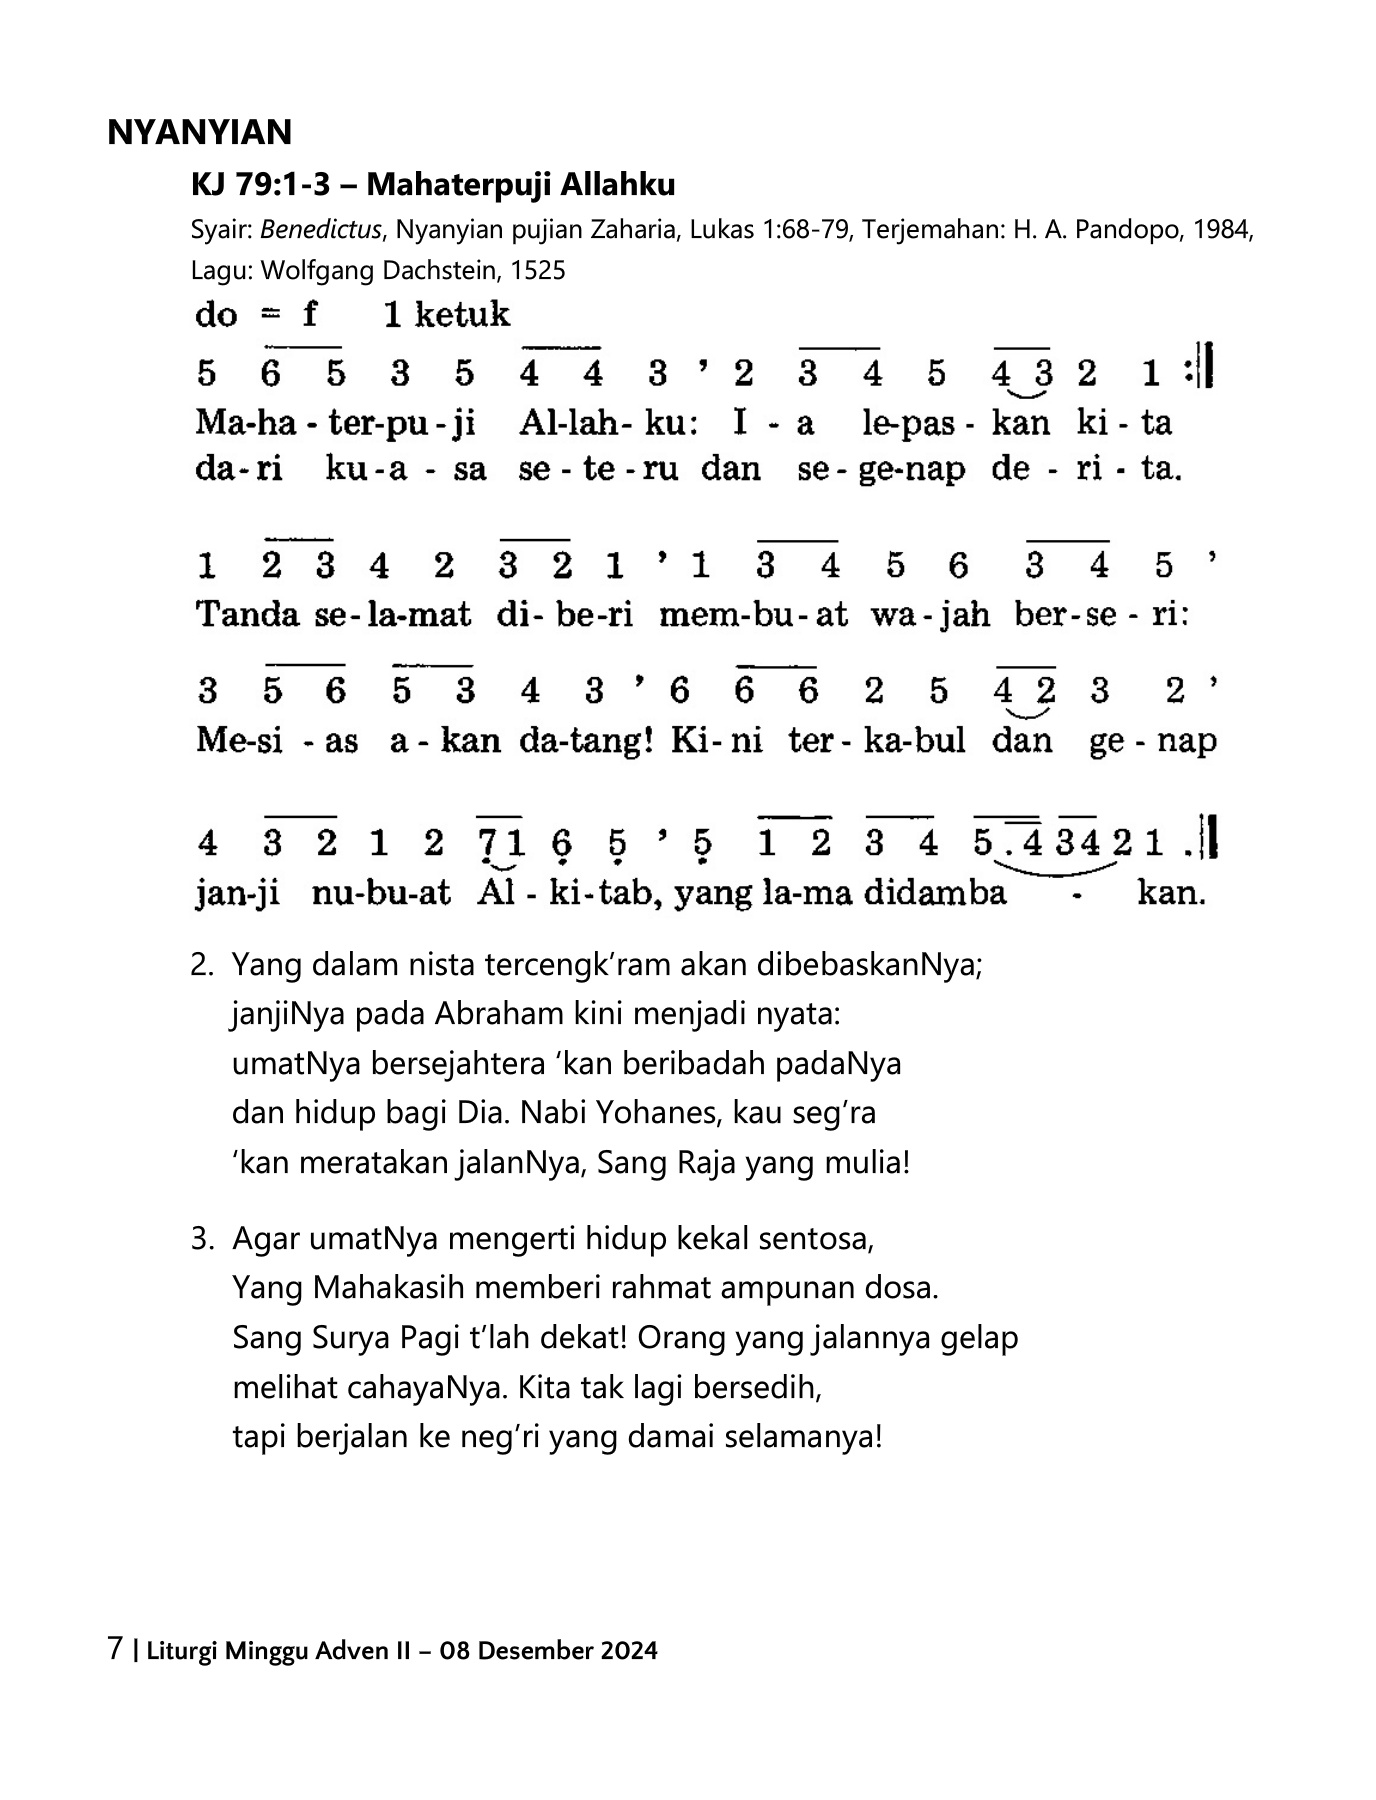 NYANYIAN
KJ 79:1-3 – Mahaterpuji Allahku
Syair: Benedictus, Nyanyian pujian Zaharia, Lukas 1:68-79, Terjemahan: H. A. Pandopo, 1984,
Lagu: Wolfgang Dachstein, 1525
do = f 1 ketuk
5 6 5 3 5 4 4 3 ’ 2 3 4 5 4 3 2 1 :||
Ma-ha - ter-pu - ji Al-lah- ku: I - a le-pas - kan ki - ta
da- ri ku - a - sa se - te - ru dan se - ge-nap de - ri - ta.
1 2 3 4 2 3 2 1 ’ 1 3 4 5 6 3 4 5 ’
Tanda se-la-mat di- be-ri mem-bu- at wa - jah ber-se - ri:
3 5 6 5 3 4 3 ’ 6 6 6 2 5 4 2 3 2 ’
Me-si - as a - kan da-tang! Ki- ni ter - ka-bul dan ge - nap
4 3 2 1 2 7̣ 1 6̣ 5̣ ’ 5̣ 1 2 3 4 5 . 4 3 4 2 1 . ||
jan-ji nu-bu-at Al - ki-tab, yang la-ma didamba - kan.
2. Yang dalam nista tercengk’ram akan dibebaskanNya;
janjiNya pada Abraham kini menjadi nyata:
umatNya bersejahtera ‘kan beribadah padaNya
dan hidup bagi Dia. Nabi Yohanes, kau seg’ra
‘kan meratakan jalanNya, Sang Raja yang mulia!
3. Agar umatNya mengerti hidup kekal sentosa,
Yang Mahakasih memberi rahmat ampunan dosa.
Sang Surya Pagi t’lah dekat! Orang yang jalannya gelap
melihat cahayaNya. Kita tak lagi bersedih,
tapi berjalan ke neg’ri yang damai selamanya!
7 | Liturgi Minggu Adven II – 08 Desember 2024